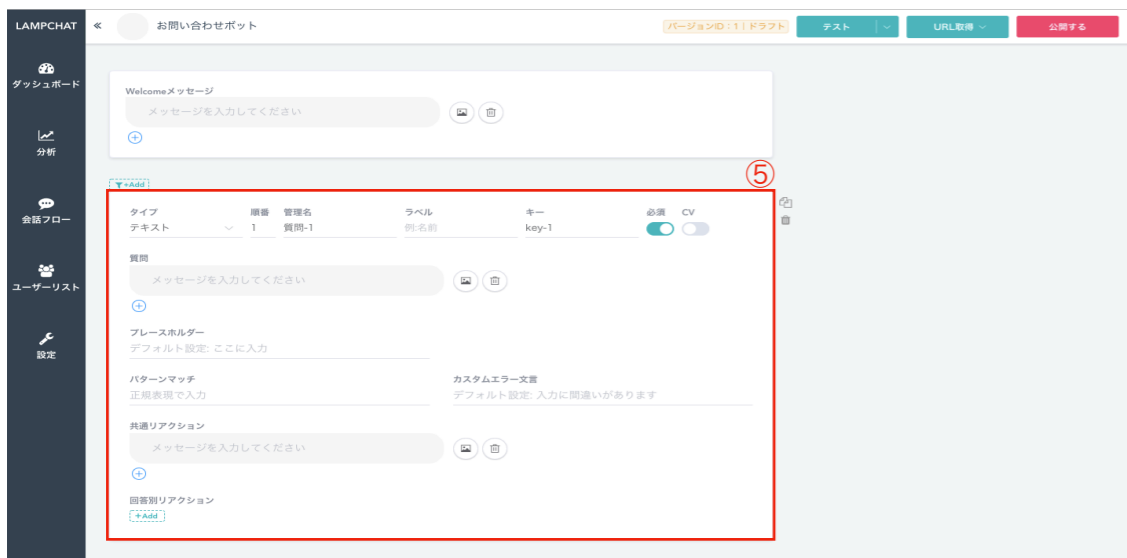 LAMPCHAT
お問い合わせボット
バージョンID：1 | ドラフト
テスト
URL取得
公開する
ダッシュボード
分析
会話フロー
ユーザーリスト
設定
Welcomeメッセージ
メッセージを入力してください
+Add
⑤
タイプ 順番 管理名 ラベル キー 必須 CV
テキスト 1 質問-1 例:名前 key-1
質問
メッセージを入力してください
プレースホルダー
デフォルト設定: ここに入力
パターンマッチ カスタムエラー文言
正規表現で入力 デフォルト設定: 入力に間違いがあります
共通リアクション
メッセージを入力してください
回答別リアクション
+Add